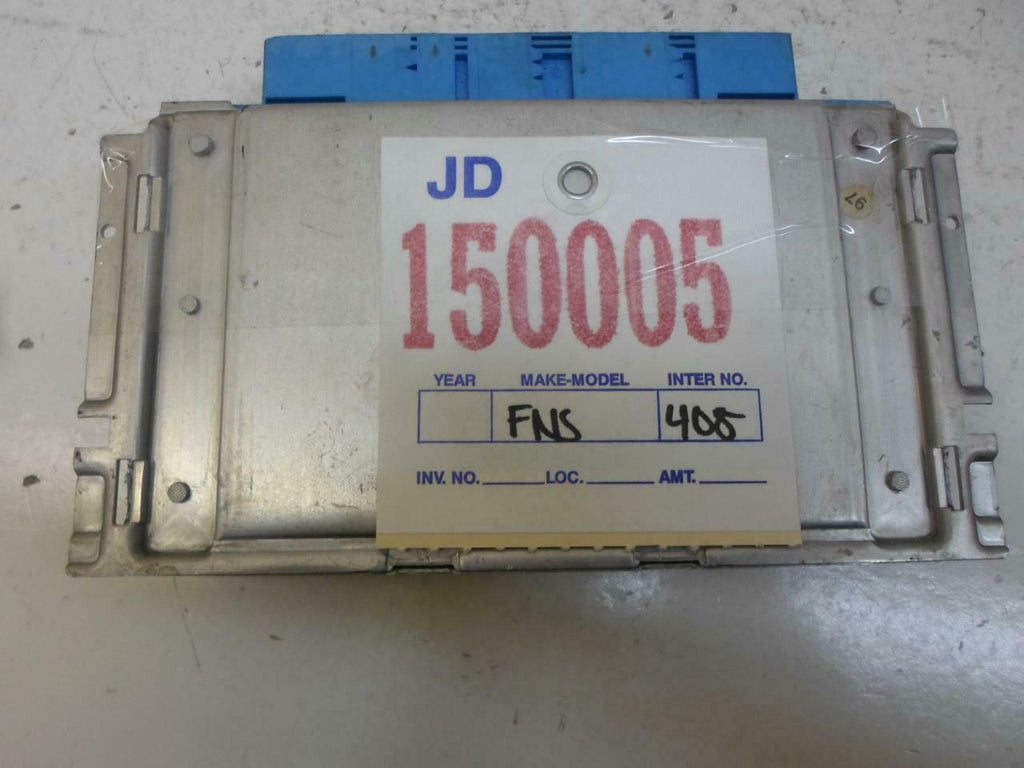 JD
150005
YEAR MAKE-MODEL INTER NO.
FNS 405
INV. NO. LOC. AMT.
97